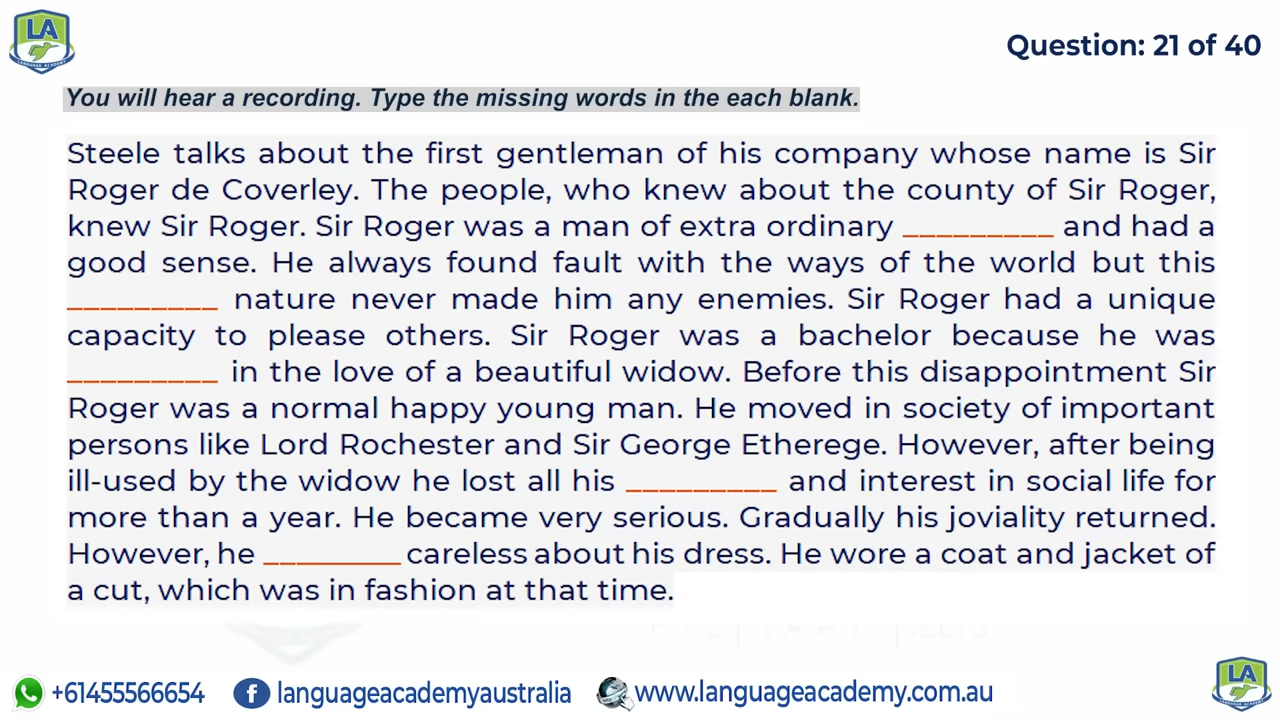 LA
LANGUAGE ACADEMY
Question: 21 of 40
You will hear a recording. Type the missing words in the each blank.
Steele talks about the first gentleman of his company whose name is Sir
Roger de Coverley. The people, who knew about the county of Sir Roger,
knew Sir Roger. Sir Roger was a man of extra ordinary _________ and had a
good sense. He always found fault with the ways of the world but this
_________ nature never made him any enemies. Sir Roger had a unique
capacity to please others. Sir Roger was a bachelor because he was
_________ in the love of a beautiful widow. Before this disappointment Sir
Roger was a normal happy young man. He moved in society of important
persons like Lord Rochester and Sir George Etherege. However, after being
ill-used by the widow he lost all his _________ and interest in social life for
more than a year. He became very serious. Gradually his joviality returned.
However, he _________ careless about his dress. He wore a coat and jacket of
a cut, which was in fashion at that time.
+61455566654
f
languageacademyaustralia
www.languageacademy.com.au
LA